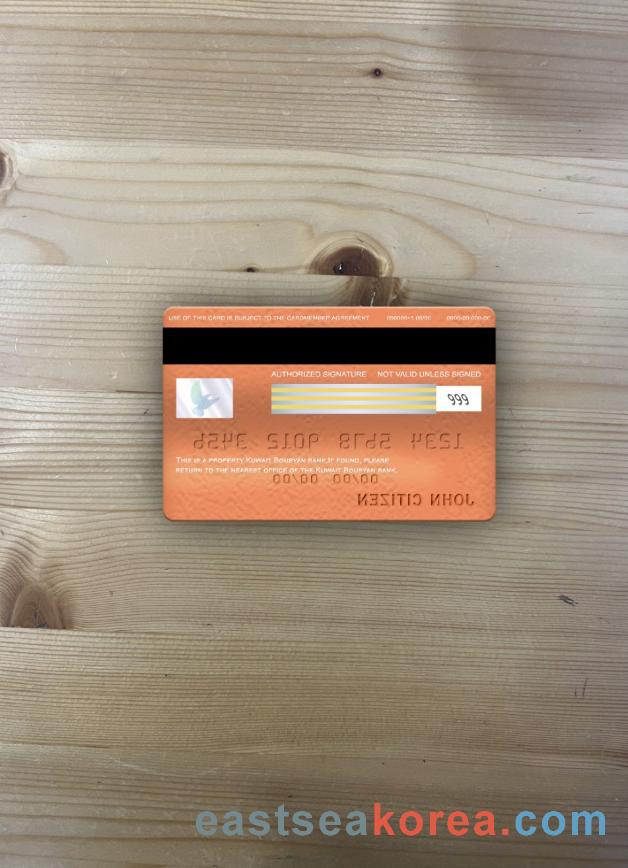 USE OF THIS CARD IS SUBJECT TO THE CARDMEMBER AGREEMENT
AUTHORIZED SIGNATURE NOT VALID UNLESS SIGNED
999
1234 5678 9012 3456
THIS IS A PROPERTY KUWAIT BOUBYAN BANK.IF FOUND, PLEASE
RETURN TO THE NEAREST OFFICE OF THE KUWAIT BOUBYAN BANK.
00/00 00/00
JOHN CITIZEN
eastseakorea.com